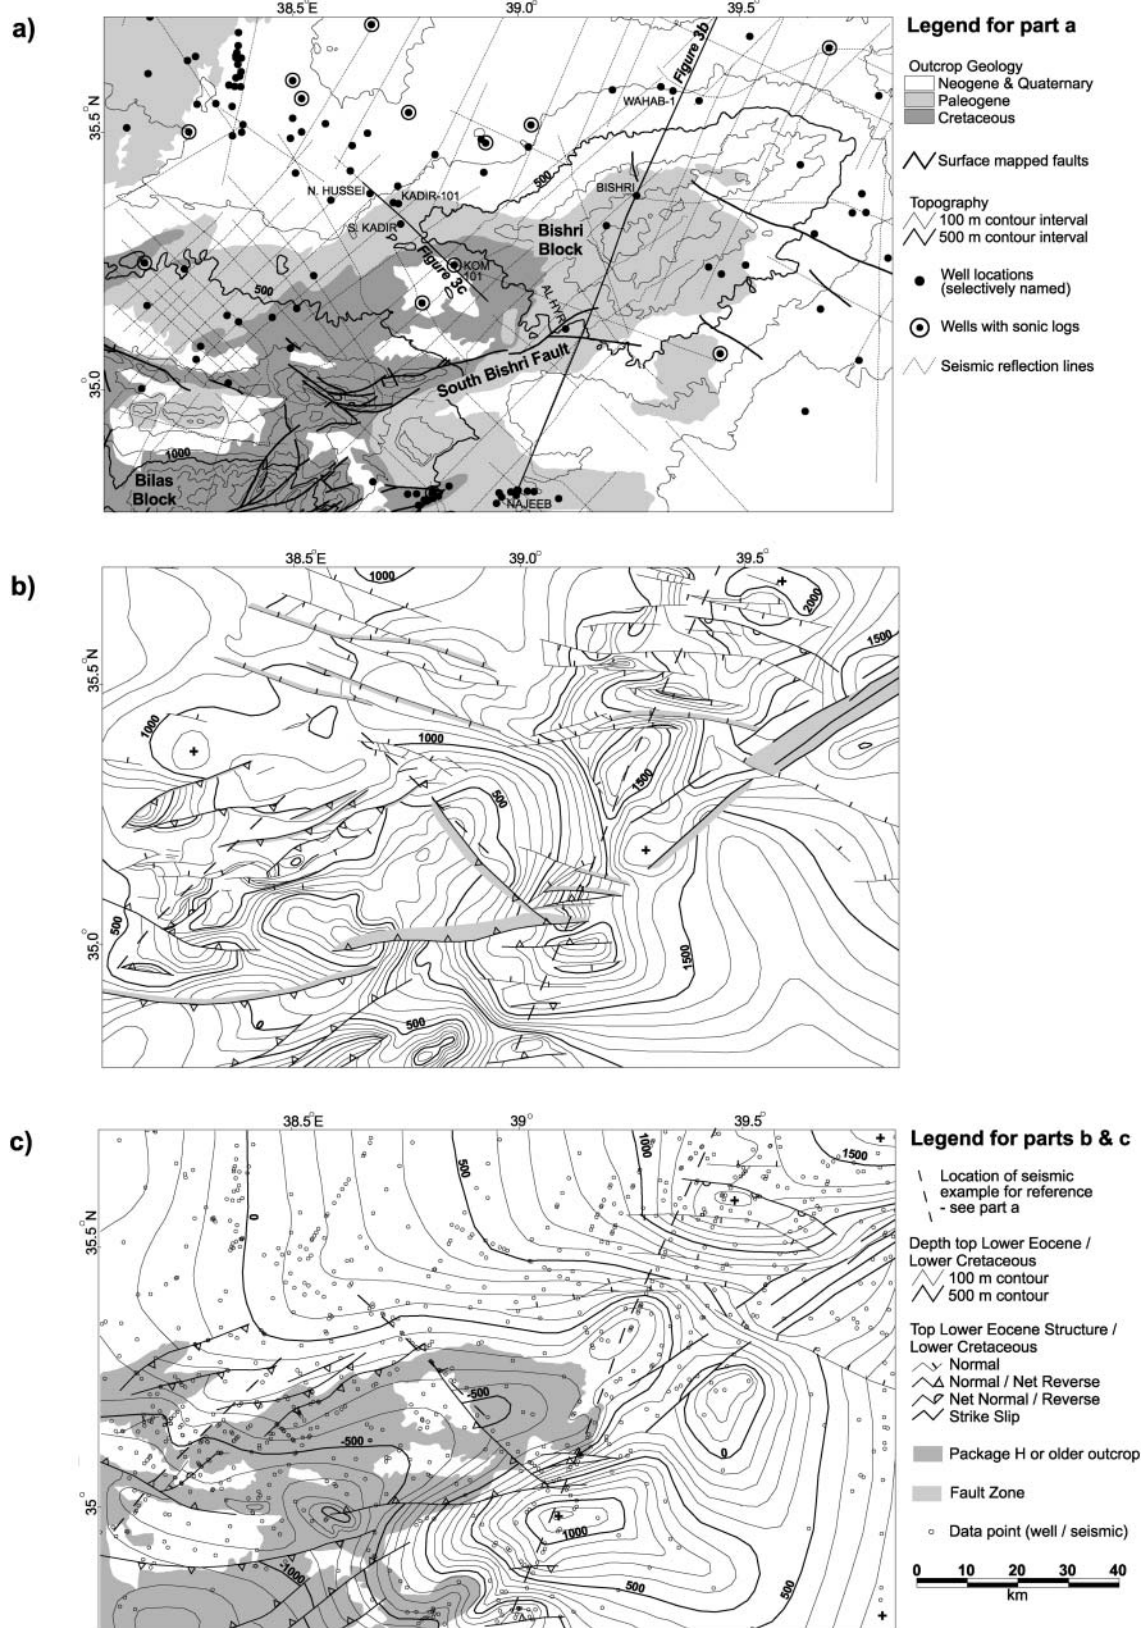 a)
38.5°E
39.0°
39.5°
35.5°N
35.0°
Figure 3b
WAHAB-1
500
N. HUSSEI
KADIR-101
BISHRI
S. KADIR
Bishri
Block
KOM
101
Figure 3c
500
AL HYR
South Bishri Fault
1000
Bilas
Block
NAJEEB
Legend for part a
Outcrop Geology
Neogene & Quaternary
Paleogene
Cretaceous
Surface mapped faults
Topography
100 m contour interval
500 m contour interval
Well locations
(selectively named)
Wells with sonic logs
Seismic reflection lines
b)
38.5°E
39.0°
39.5°
35.5°N
35.0°
1000
2000
1500
1000
1000
1500
500
500
1500
0
500
c)
38.5°E
39°
39.5°
35.5°N
35°
1000
1500
500
0
-500
-500
0
1000
-1000
500
500
Legend for parts b & c
Location of seismic
example for reference
- see part a
Depth top Lower Eocene /
Lower Cretaceous
100 m contour
500 m contour
Top Lower Eocene Structure /
Lower Cretaceous
Normal
Normal / Net Reverse
Net Normal / Reverse
Strike Slip
Package H or older outcrop
Fault Zone
Data point (well / seismic)
0 10 20 30 40
km